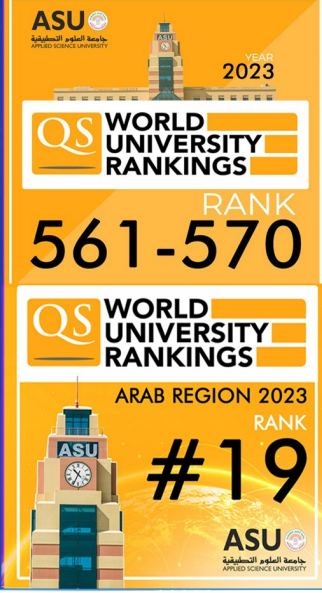 ASU
جامعة العلوم التطبيقية
APPLIED SCIENCE UNIVERSITY
ASU
YEAR
2023
QS
WORLD
UNIVERSITY
RANKINGS
RANK
561-570
QS
WORLD
UNIVERSITY
RANKINGS
ARAB REGION 2023
RANK
#19
ASU
ASU
جامعة العلوم التطبيقية
APPLIED SCIENCE UNIVERSITY